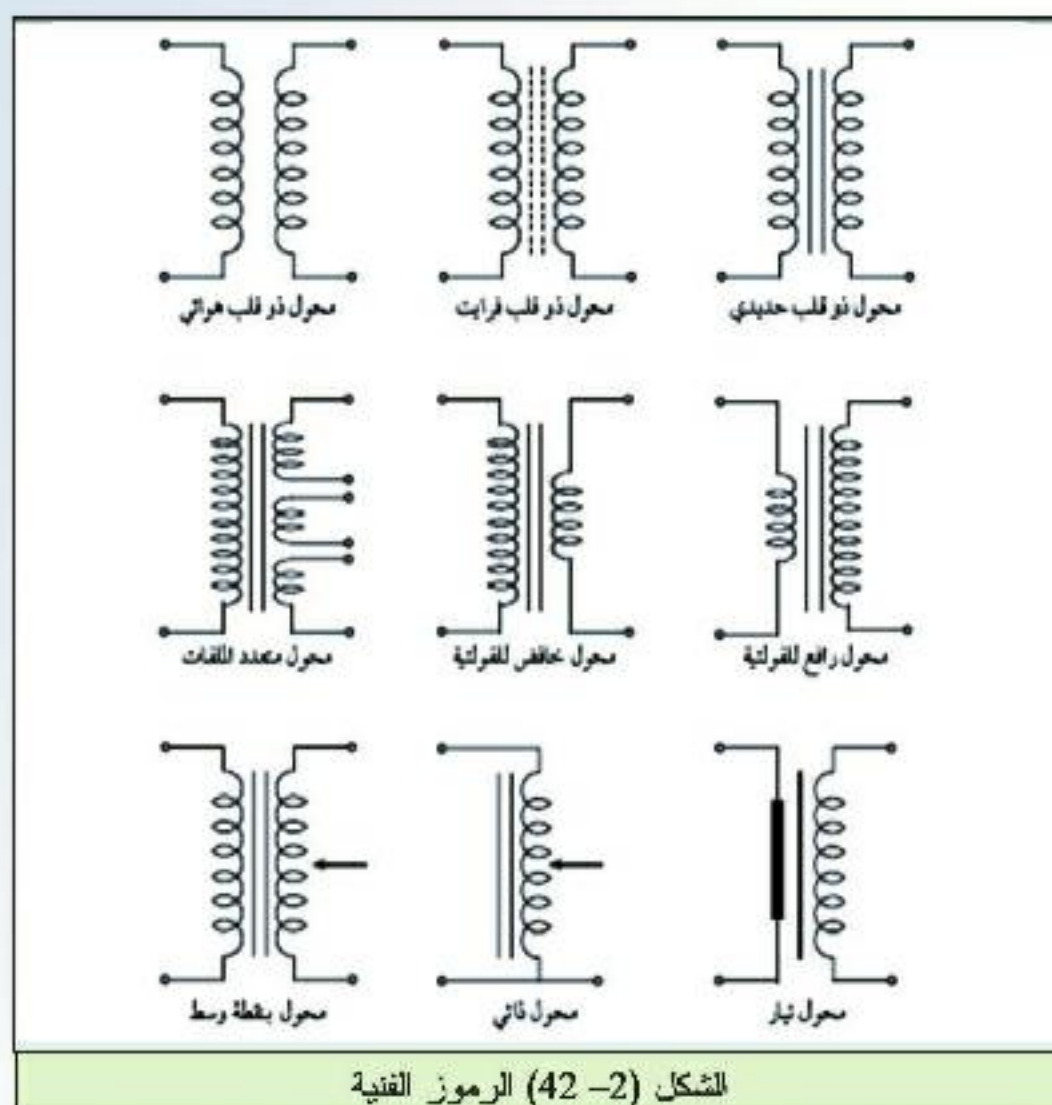 محول ذو قلب حديدي
محول ذو قلب فرايت
محول ذو قلب هوائي
محول رافع للفولتية
محول خافض للفولتية
محول متعدد الملفات
محول تيار
محول ذاتي
محول بنقطة وسط
الشكل (2– 42) الرموز الفنية